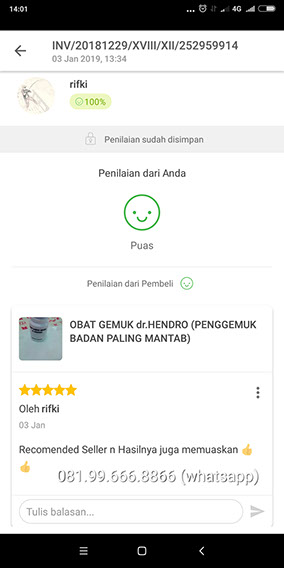 14:01
4G
INV/20181229/XVIII/XII/252959914
03 Jan 2019, 13:34
rifki
100%
Penilaian sudah disimpan
Penilaian dari Anda
Puas
Penilaian dari Pembeli
OBAT GEMUK dr.HENDRO (PENGGEMUK
BADAN PALING MANTAB)
Oleh rifki
03 Jan
Recomended Seller n Hasilnya juga memuaskan 👍
👍
081.99.666.8866 (whatsapp)
Tulis balasan...